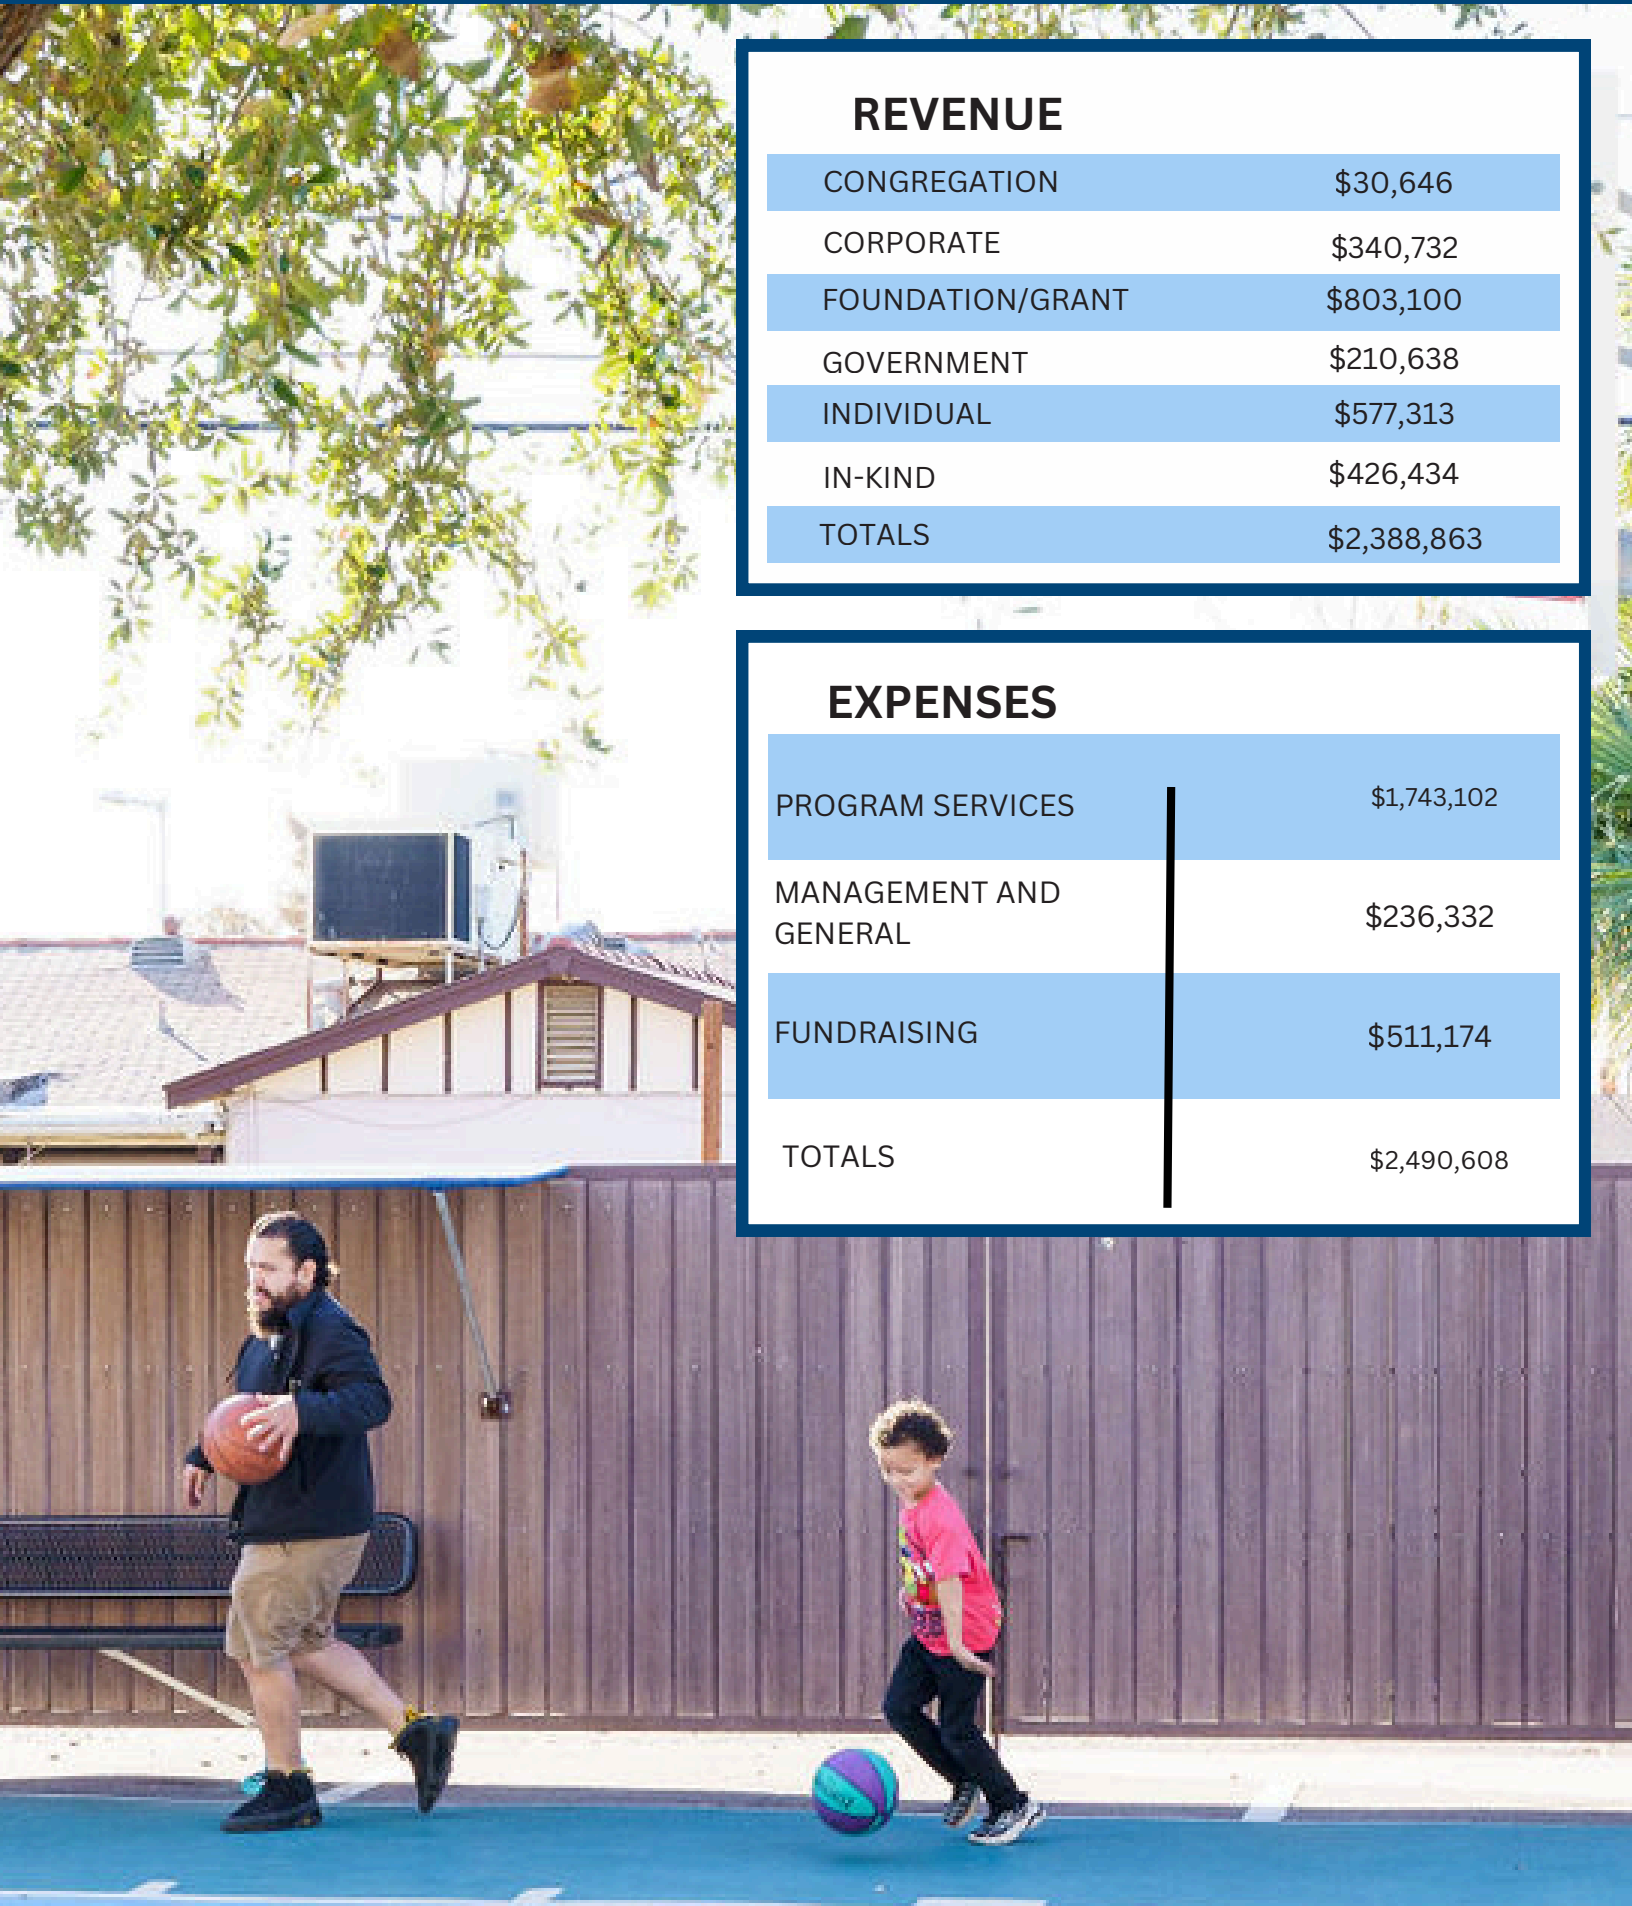 REVENUE
CONGREGATION $30,646
CORPORATE $340,732
FOUNDATION/GRANT $803,100
GOVERNMENT $210,638
INDIVIDUAL $577,313
IN-KIND $426,434
TOTALS $2,388,863
EXPENSES
PROGRAM SERVICES $1,743,102
MANAGEMENT AND
GENERAL $236,332
FUNDRAISING $511,174
TOTALS $2,490,608